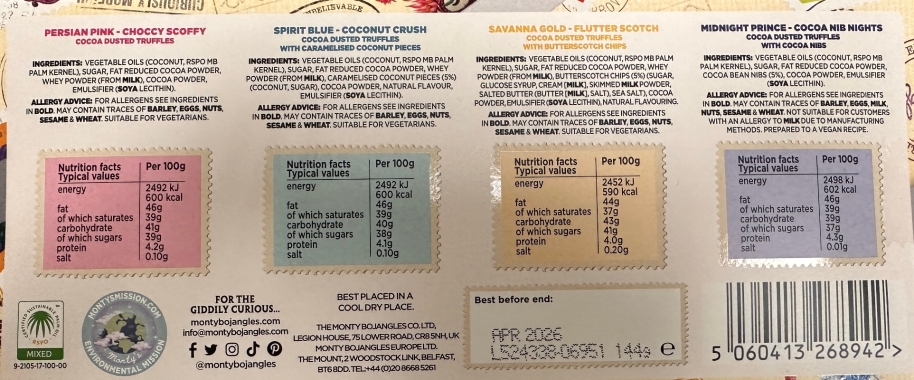 PERSIAN PINK - CHOCCY SCOFFY
COCOA DUSTED TRUFFLES
INGREDIENTS: VEGETABLE OILS (COCONUT, RSPO MB
PALM KERNEL), SUGAR, FAT REDUCED COCOA POWDER,
WHEY POWDER (FROM MILK), COCOA POWDER,
EMULSIFIER (SOYA LECITHIN).
ALLERGY ADVICE: FOR ALLERGENS SEE INGREDIENTS
IN BOLD. MAY CONTAIN TRACES OF BARLEY, EGGS, NUTS,
SESAME & WHEAT. SUITABLE FOR VEGETARIANS.
SPIRIT BLUE - COCONUT CRUSH
COCOA DUSTED TRUFFLES
WITH CARAMELISED COCONUT PIECES
INGREDIENTS: VEGETABLE OILS (COCONUT, RSPO MB PALM
KERNEL), SUGAR, FAT REDUCED COCOA POWDER, WHEY
POWDER (FROM MILK), CARAMELISED COCONUT PIECES (5%)
(COCONUT, SUGAR), COCOA POWDER, NATURAL FLAVOUR,
EMULSIFIER (SOYA LECITHIN).
ALLERGY ADVICE: FOR ALLERGENS SEE INGREDIENTS
IN BOLD. MAY CONTAIN TRACES OF BARLEY, EGGS, NUTS,
SESAME & WHEAT. SUITABLE FOR VEGETARIANS.
SAVANNA GOLD - FLUTTER SCOTCH
COCOA DUSTED TRUFFLES
WITH BUTTERSCOTCH CHIPS
INGREDIENTS: VEGETABLE OILS (COCONUT, RSPO MB PALM
KERNEL), SUGAR, FAT REDUCED COCOA POWDER, WHEY
POWDER (FROM MILK), BUTTERSCOTCH CHIPS (5%) (SUGAR,
GLUCOSE SYRUP, CREAM (MILK), SKIMMED MILK POWDER,
SALTED BUTTER (BUTTER (MILK), SALT), SEA SALT), COCOA
POWDER, EMULSIFIER (SOYA LECITHIN), NATURAL FLAVOURING.
ALLERGY ADVICE: FOR ALLERGENS SEE INGREDIENTS
IN BOLD. MAY CONTAIN TRACES OF BARLEY, EGGS, NUTS,
SESAME & WHEAT. SUITABLE FOR VEGETARIANS.
MIDNIGHT PRINCE - COCOA NIB NIGHTS
COCOA DUSTED TRUFFLES
WITH COCOA NIBS
INGREDIENTS: VEGETABLE OILS (COCONUT, RSPO MB
PALM KERNEL), SUGAR, FAT REDUCED COCOA POWDER,
COCOA BEAN NIBS (5%), COCOA POWDER, EMULSIFIER
(SOYA LECITHIN).
ALLERGY ADVICE: FOR ALLERGENS SEE INGREDIENTS
IN BOLD. MAY CONTAIN TRACES OF BARLEY, EGGS, MILK,
NUTS, SESAME & WHEAT. NOT SUITABLE FOR CUSTOMERS
WITH AN ALLERGY TO MILK DUE TO MANUFACTURING
METHODS. PREPARED TO A VEGAN RECIPE.
Nutrition facts Per 100g
Typical values
energy 2492 kJ
600 kcal
fat 46g
of which saturates 39g
carbohydrate 39g
of which sugars 41g
protein 39g
salt 4.2g
0.10g
Nutrition facts Per 100g
Typical values
energy 2492 kJ
600 kcal
fat 46g
of which saturates 39g
carbohydrate 40g
of which sugars 38g
protein 4.1g
salt 0.10g
Nutrition facts Per 100g
Typical values
energy 2452 kJ
590 kcal
fat 44g
of which saturates 37g
carbohydrate 43g
of which sugars 41g
protein 4.0g
salt 0.20g
Nutrition facts Per 100g
Typical values
energy 2498 kJ
602 kcal
fat 46g
of which saturates 39g
carbohydrate 39g
of which sugars 37g
protein 4.3g
salt 0.01g
RSPO
MIXED
9-2105-17-100-00
MONTYSMISSION.COM
Monty's
ENVIRONMENTAL MISSION
FOR THE
GIDDILY CURIOUS...
montybojangles.com
info@montybojangles.com
@montybojangles
BEST PLACED IN A
COOL DRY PLACE.
THE MONTY BOJANGLES CO. LTD,
LEGION HOUSE, 75 LOWER ROAD, CR8 5NH, UK
MONTY BOJANGLES EUROPE LTD.
THE MOUNT, 2 WOODSTOCK LINK, BELFAST,
BT6 8DD. TEL:+44 (0)20 8668 5261
Best before end:
APR 2026
L524338-06951 144g e
5 060413 268942 >